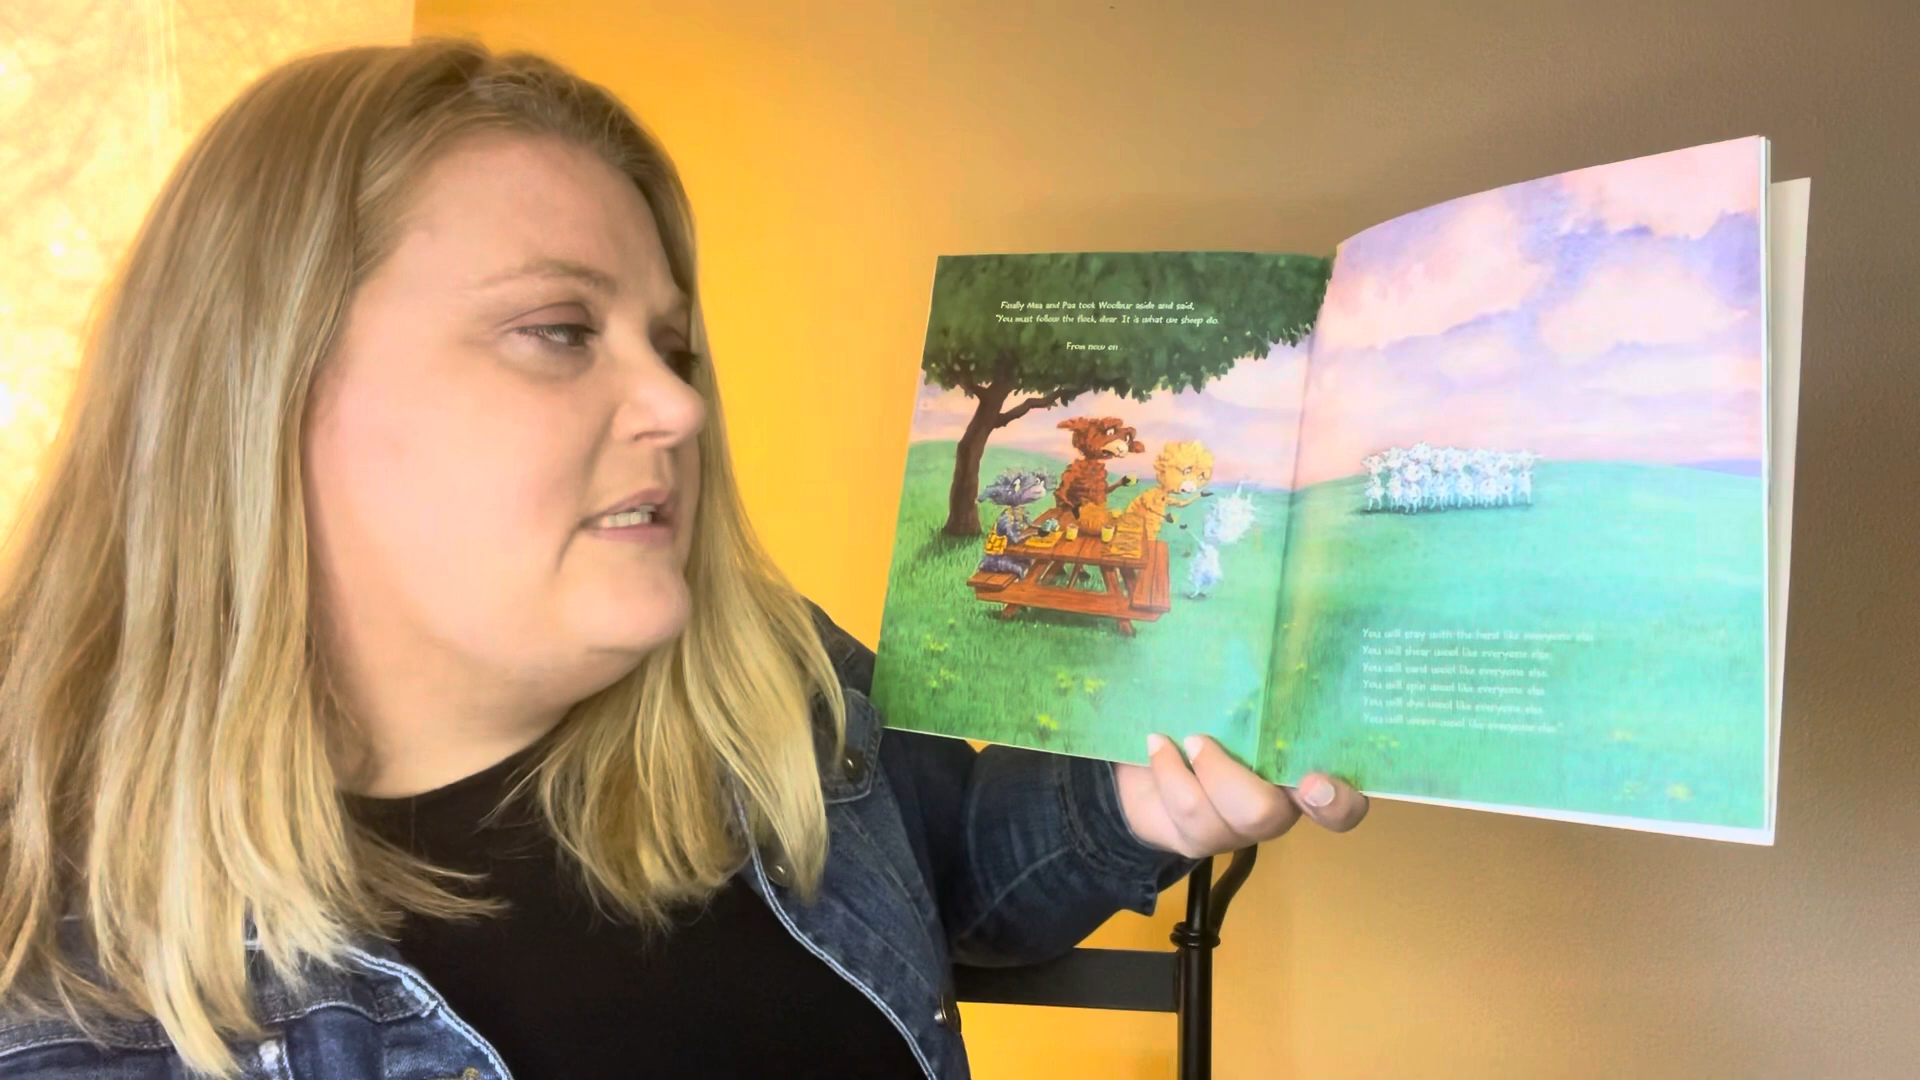 Finally Maa and Paa took Woolbur aside and said,
"You must follow the flock, dear. It is what we sheep do.
From now on
You will stay with the herd like everyone else.
You will shear wool like everyone else.
You will card wool like everyone else.
You will spin wool like everyone else.
You will dye wool like everyone else.
You will weave wool like everyone else."